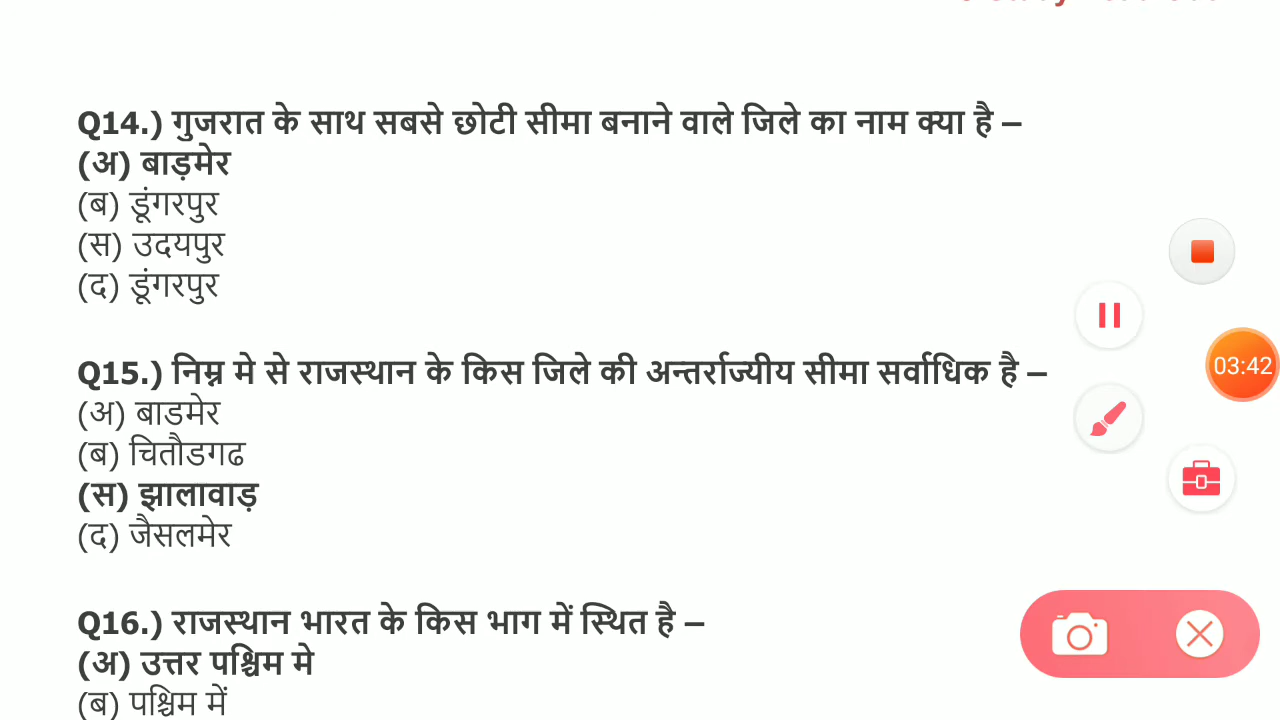 Q14.) गुजरात के साथ सबसे छोटी सीमा बनाने वाले जिले का नाम क्या है –
(अ) बाड़मेर
(ब) डूंगरपुर
(स) उदयपुर
(द) डूंगरपुर
Q15.) निम्न मे से राजस्थान के किस जिले की अन्तर्राज्यीय सीमा सर्वाधिक है –
(अ) बाडमेर
(ब) चितौडगढ
(स) झालावाड़
(द) जैसलमेर
03:42
Q16.) राजस्थान भारत के किस भाग में स्थित है –
(अ) उत्तर पश्चिम मे
(ब) पश्चिम में